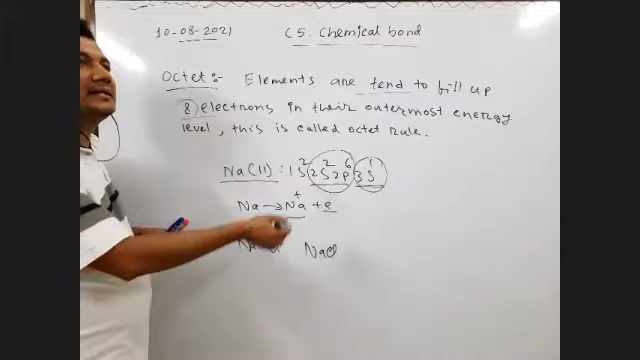 10-08-2021 C5. Chemical bond
Octet:- Elements are tend to fill up
8 electrons in their outermost energy
level, this is called octet rule.
Na(11) : 1s² 2s² 2p⁶ 3s¹
Na → Na⁺ + e